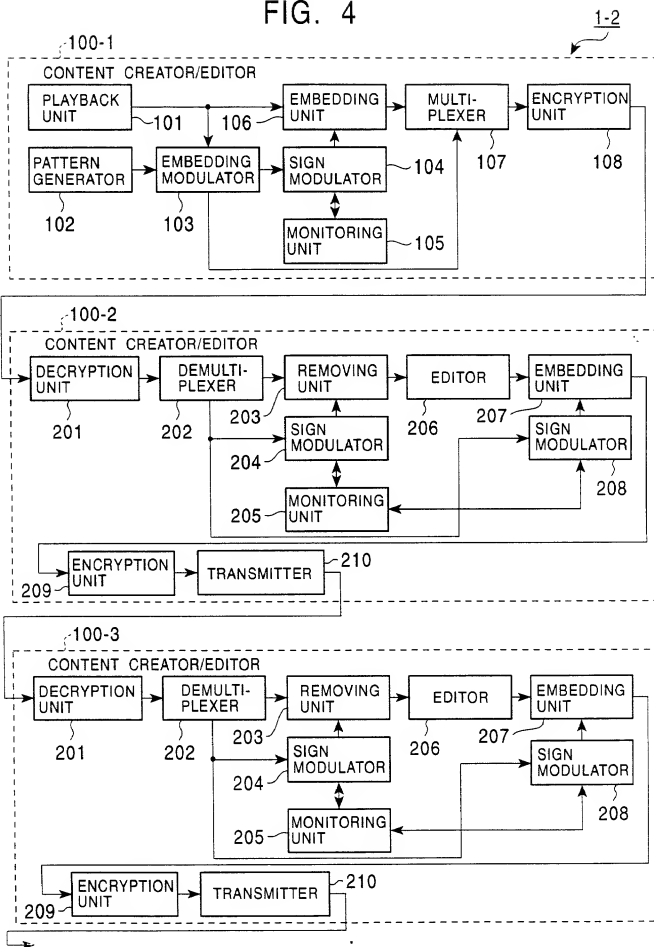 FIG. 4
1-2
100-1
CONTENT CREATOR/EDITOR
PLAYBACK
UNIT
101
106
EMBEDDING
UNIT
MULTI-
PLEXER
107
ENCRYPTION
UNIT
108
PATTERN
GENERATOR
102
EMBEDDING
MODULATOR
103
SIGN
MODULATOR
104
MONITORING
UNIT
105
100-2
CONTENT CREATOR/EDITOR
DECRYPTION
UNIT
201
DEMULTI-
PLEXER
202
REMOVING
UNIT
203
EDITOR
206
EMBEDDING
UNIT
207
SIGN
MODULATOR
204
SIGN
MODULATOR
208
MONITORING
UNIT
205
ENCRYPTION
UNIT
209
TRANSMITTER
210
100-3
CONTENT CREATOR/EDITOR
DECRYPTION
UNIT
201
DEMULTI-
PLEXER
202
REMOVING
UNIT
203
EDITOR
206
EMBEDDING
UNIT
207
SIGN
MODULATOR
204
SIGN
MODULATOR
208
MONITORING
UNIT
205
ENCRYPTION
UNIT
209
TRANSMITTER
210